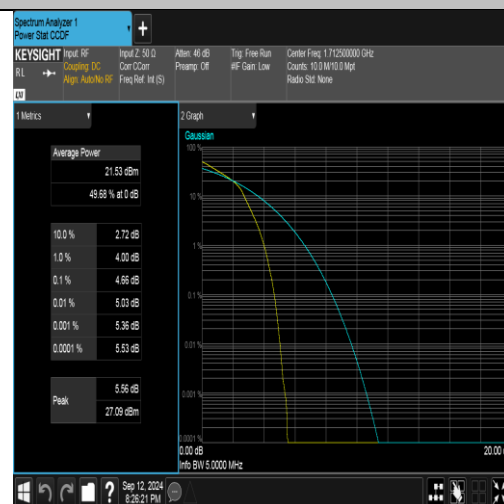 Spectrum Analyzer 1
Power Stat CCDF
+
KEYSIGHT Input: RF Input Z: 50 Ω Atten: 46 dB Trig: Free Run Center Freq: 1.712500000 GHz
RL Coupling: DC Corr CCorr Preamp: Off #IF Gain: Low Counts: 10.0 M/10.0 Mpt
Align: Auto/No RF Freq Ref: Int (S) Radio Std: None
LXI
1 Metrics 2 Graph
Gaussian
Average Power
21.53 dBm
49.68 % at 0 dB
10.0 % 2.72 dB
1.0 % 4.00 dB
0.1 % 4.66 dB
0.01 % 5.03 dB
0.001 % 5.36 dB
0.0001 % 5.53 dB
Peak 5.56 dB
27.09 dBm
100 %
10 %
1 %
0.1 %
0.01 %
0.001 %
0.0001 %
0.00 dB 20.00
Info BW 5.0000 MHz
? Sep 12, 2024
8:26:21 PM